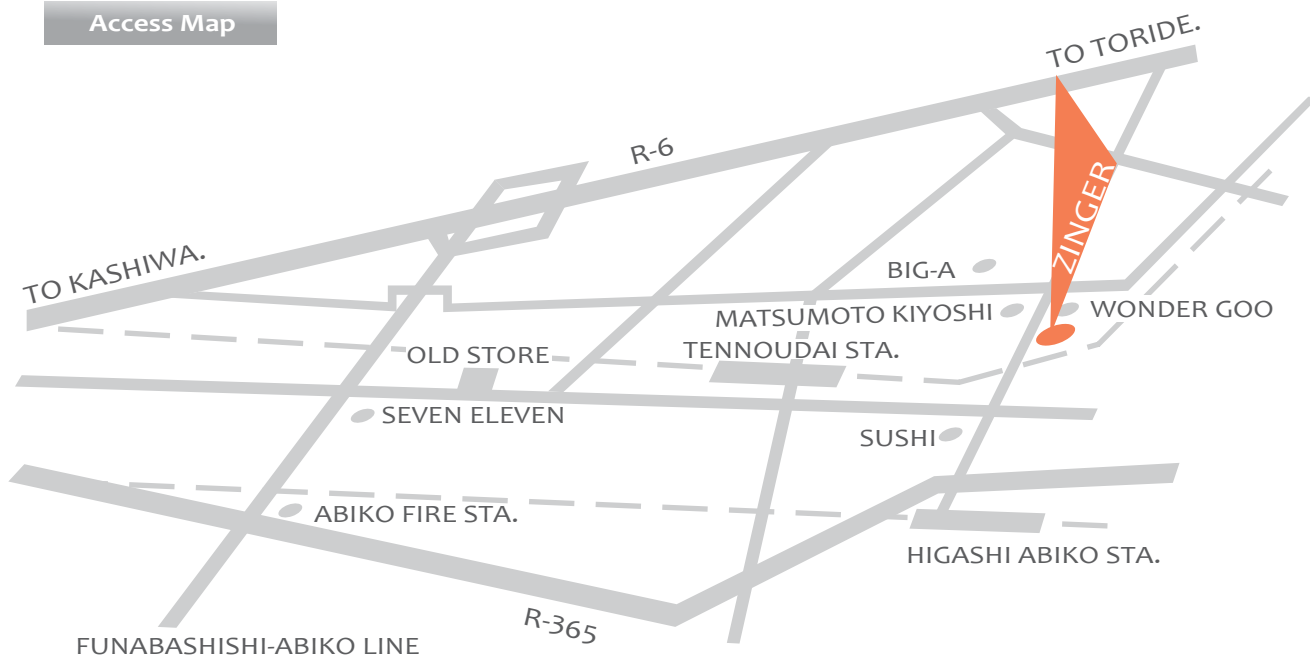 Access Map
TO TORIDE.
R-6
TO KASHIWA.
ZINGER
BIG-A
MATSUMOTO KIYOSHI
WONDER GOO
OLD STORE
TENNOUDAI STA.
SEVEN ELEVEN
SUSHI
ABIKO FIRE STA.
HIGASHI ABIKO STA.
R-365
FUNABASHISHI-ABIKO LINE